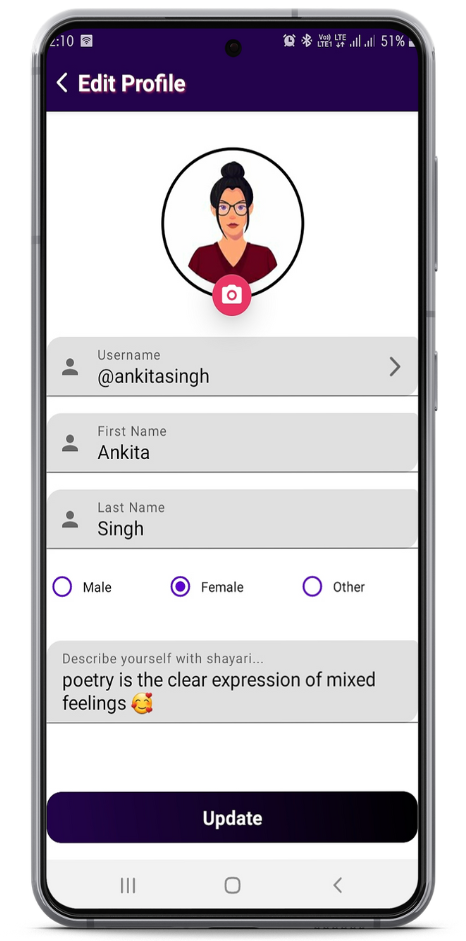 2:10 Vo) LTE LTE1 51%
Edit Profile
Username
@ankitasingh
First Name
Ankita
Last Name
Singh
Male Female Other
Describe yourself with shayari...
poetry is the clear expression of mixed
feelings 🥰
Update